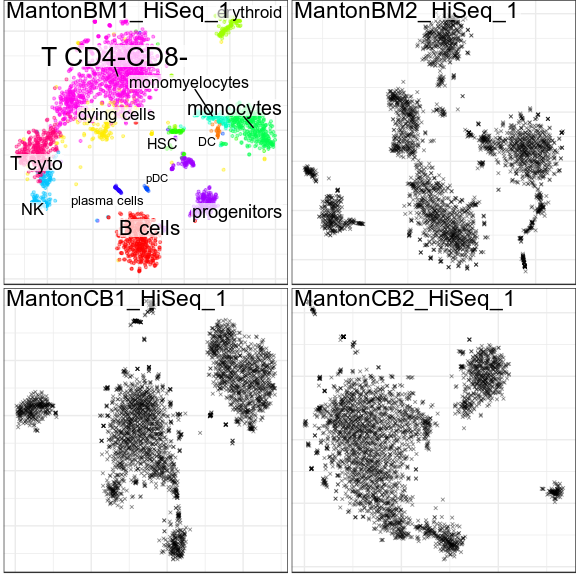 MantonBM1_HiSeq_1
MantonBM2_HiSeq_1
erythroid
T CD4-CD8-
monomyelocytes
monocytes
dying cells
HSC
DC
T cyto
pDC
NK
plasma cells
progenitors
B cells
MantonCB1_HiSeq_1
MantonCB2_HiSeq_1